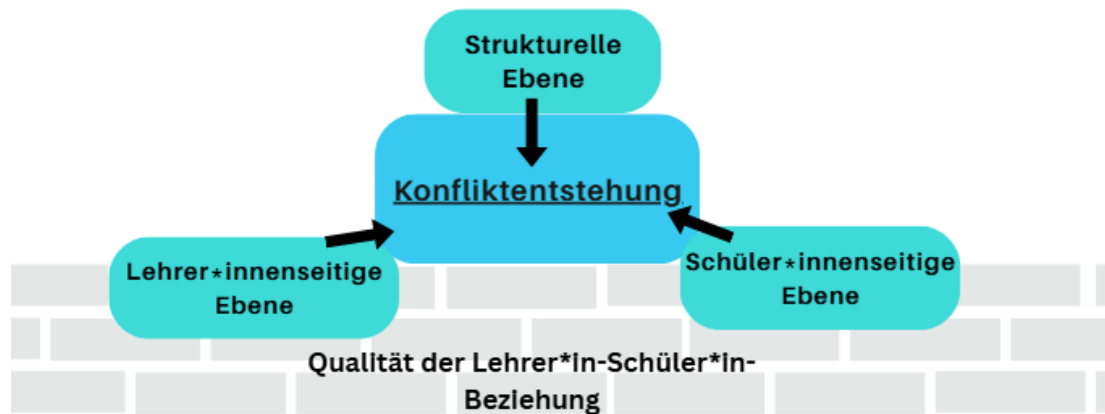 Strukturelle
Ebene
Konfliktentstehung
Lehrer*innenseitige
Ebene
Schüler*innenseitige
Ebene
Qualität der Lehrer*in-Schüler*in-
Beziehung